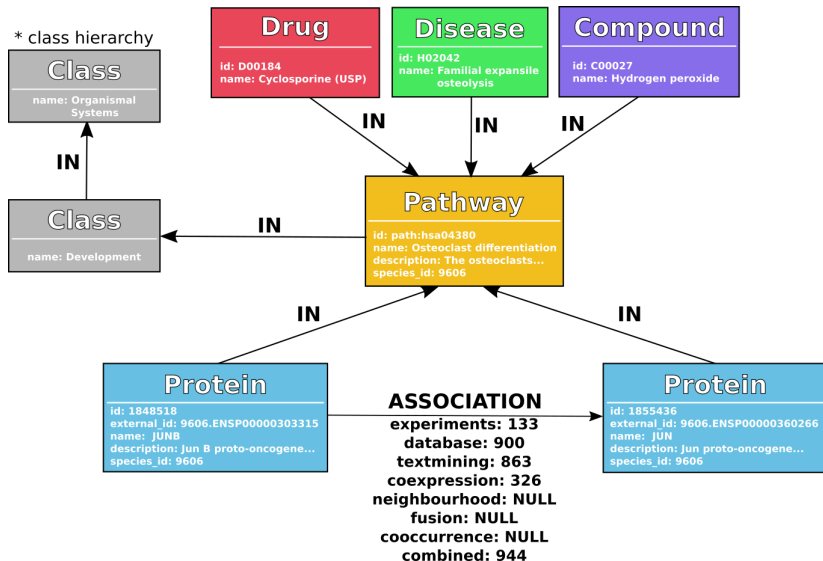 * class hierarchy
Class
name: Organismal
Systems
Drug
id: D00184
name: Cyclosporine (USP)
Disease
id: H02042
name: Familial expansile
osteolysis
Compound
id: C00027
name: Hydrogen peroxide
IN
IN
IN
IN
Class
name: Development
IN
Pathway
id: path:hsa04380
name: Osteoclast differentiation
description: The osteoclasts...
species_id: 9606
IN
IN
Protein
id: 1848518
external_id: 9606.ENSP00000303315
name: JUNB
description: Jun B proto-oncogene...
species_id: 9606
ASSOCIATION
experiments: 133
database: 900
textmining: 863
coexpression: 326
neighbourhood: NULL
fusion: NULL
cooccurrence: NULL
combined: 944
Protein
id: 1855436
external_id: 9606.ENSP00000360266
name: JUN
description: Jun proto-oncogene...
species_id: 9606